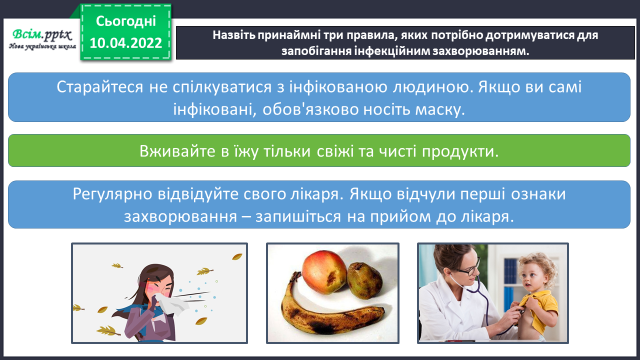 Всім.pptx
Нова українська школа
Сьогодні
10.04.2022
Назвіть принаймні три правила, яких потрібно дотримуватися для
запобігання інфекційним захворюванням.
Старайтеся не спілкуватися з інфікованою людиною. Якщо ви самі
інфіковані, обов'язково носіть маску.
Вживайте в їжу тільки свіжі та чисті продукти.
Регулярно відвідуйте свого лікаря. Якщо відчули перші ознаки
захворювання – запишіться на прийом до лікаря.